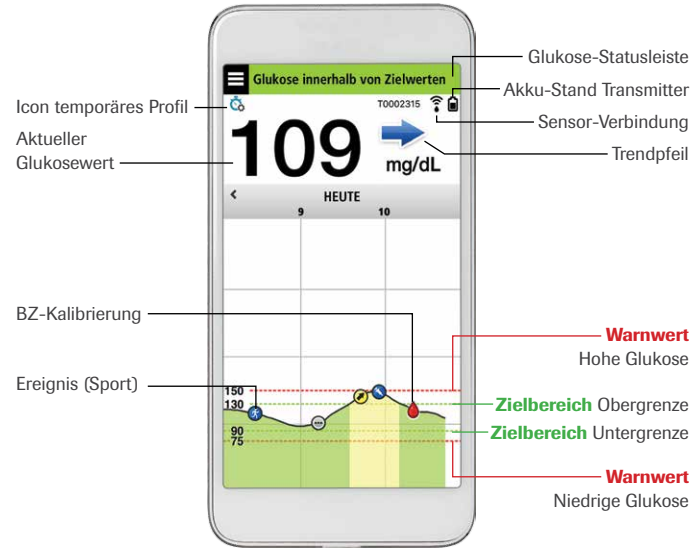 Glukose innerhalb von Zielwerten
T0002315
109
mg/dL
HEUTE
9 10
150
130
90
75
Icon temporäres Profil
Aktueller
Glukosewert
BZ-Kalibrierung
Ereignis (Sport)
Glukose-Statusleiste
Akku-Stand Transmitter
Sensor-Verbindung
Trendpfeil
Warnwert
Hohe Glukose
Zielbereich Obergrenze
Zielbereich Untergrenze
Warnwert
Niedrige Glukose